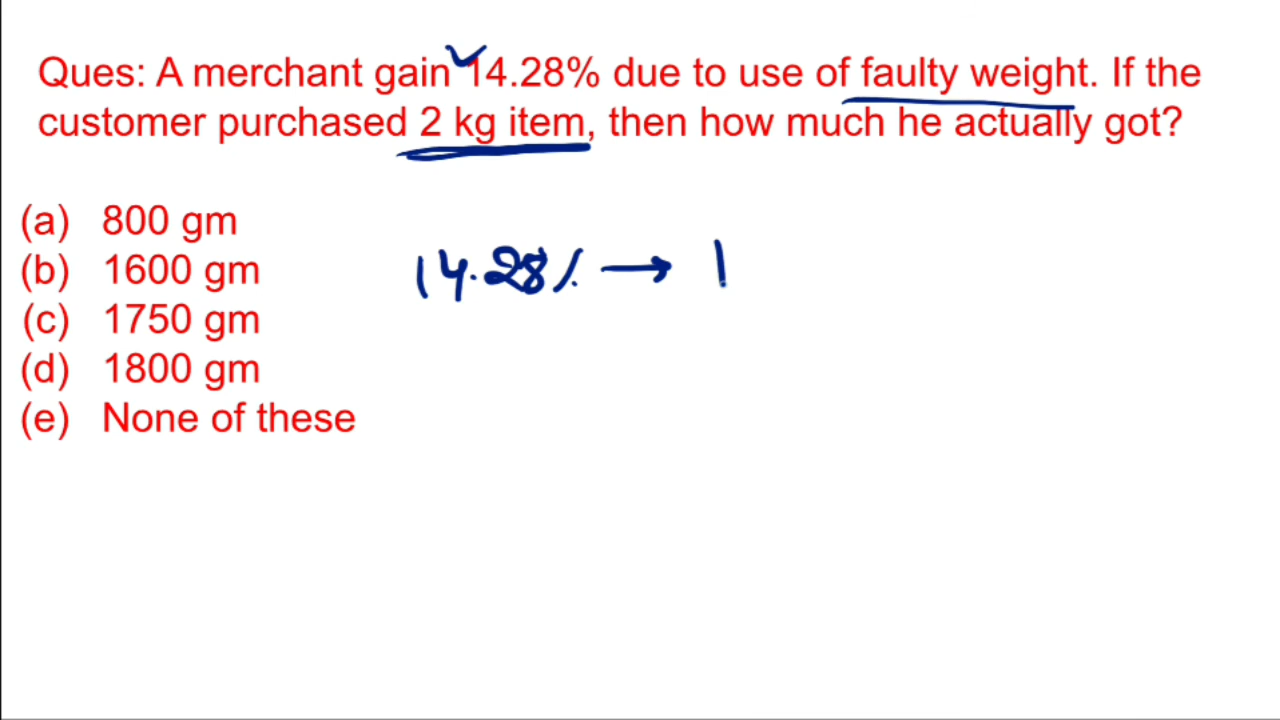 Ques: A merchant gain 14.28% due to use of faulty weight. If the
customer purchased 2 kg item, then how much he actually got?
(a) 800 gm
(b) 1600 gm
(c) 1750 gm
(d) 1800 gm
(e) None of these
14.28% → 1